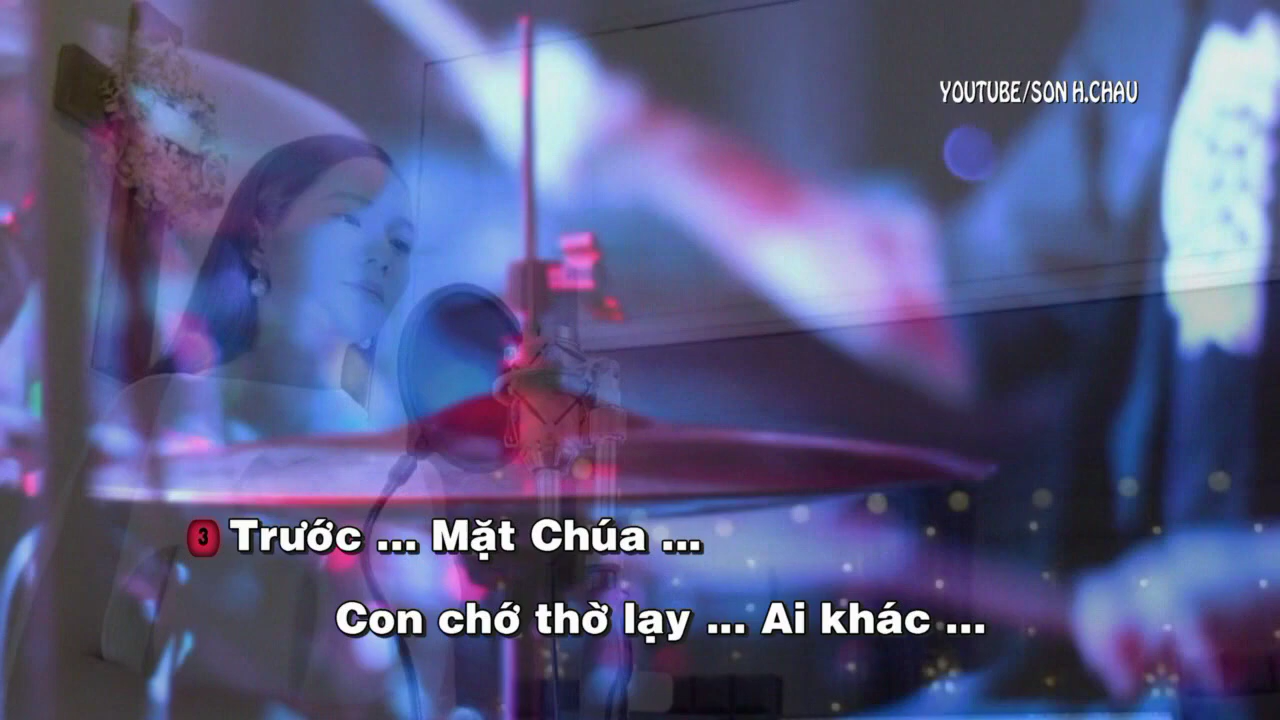 YOUTUBE/SON H.CHAU
3 Trước ... Mặt Chúa ...
Con chớ thờ lạy ... Ai khác ...